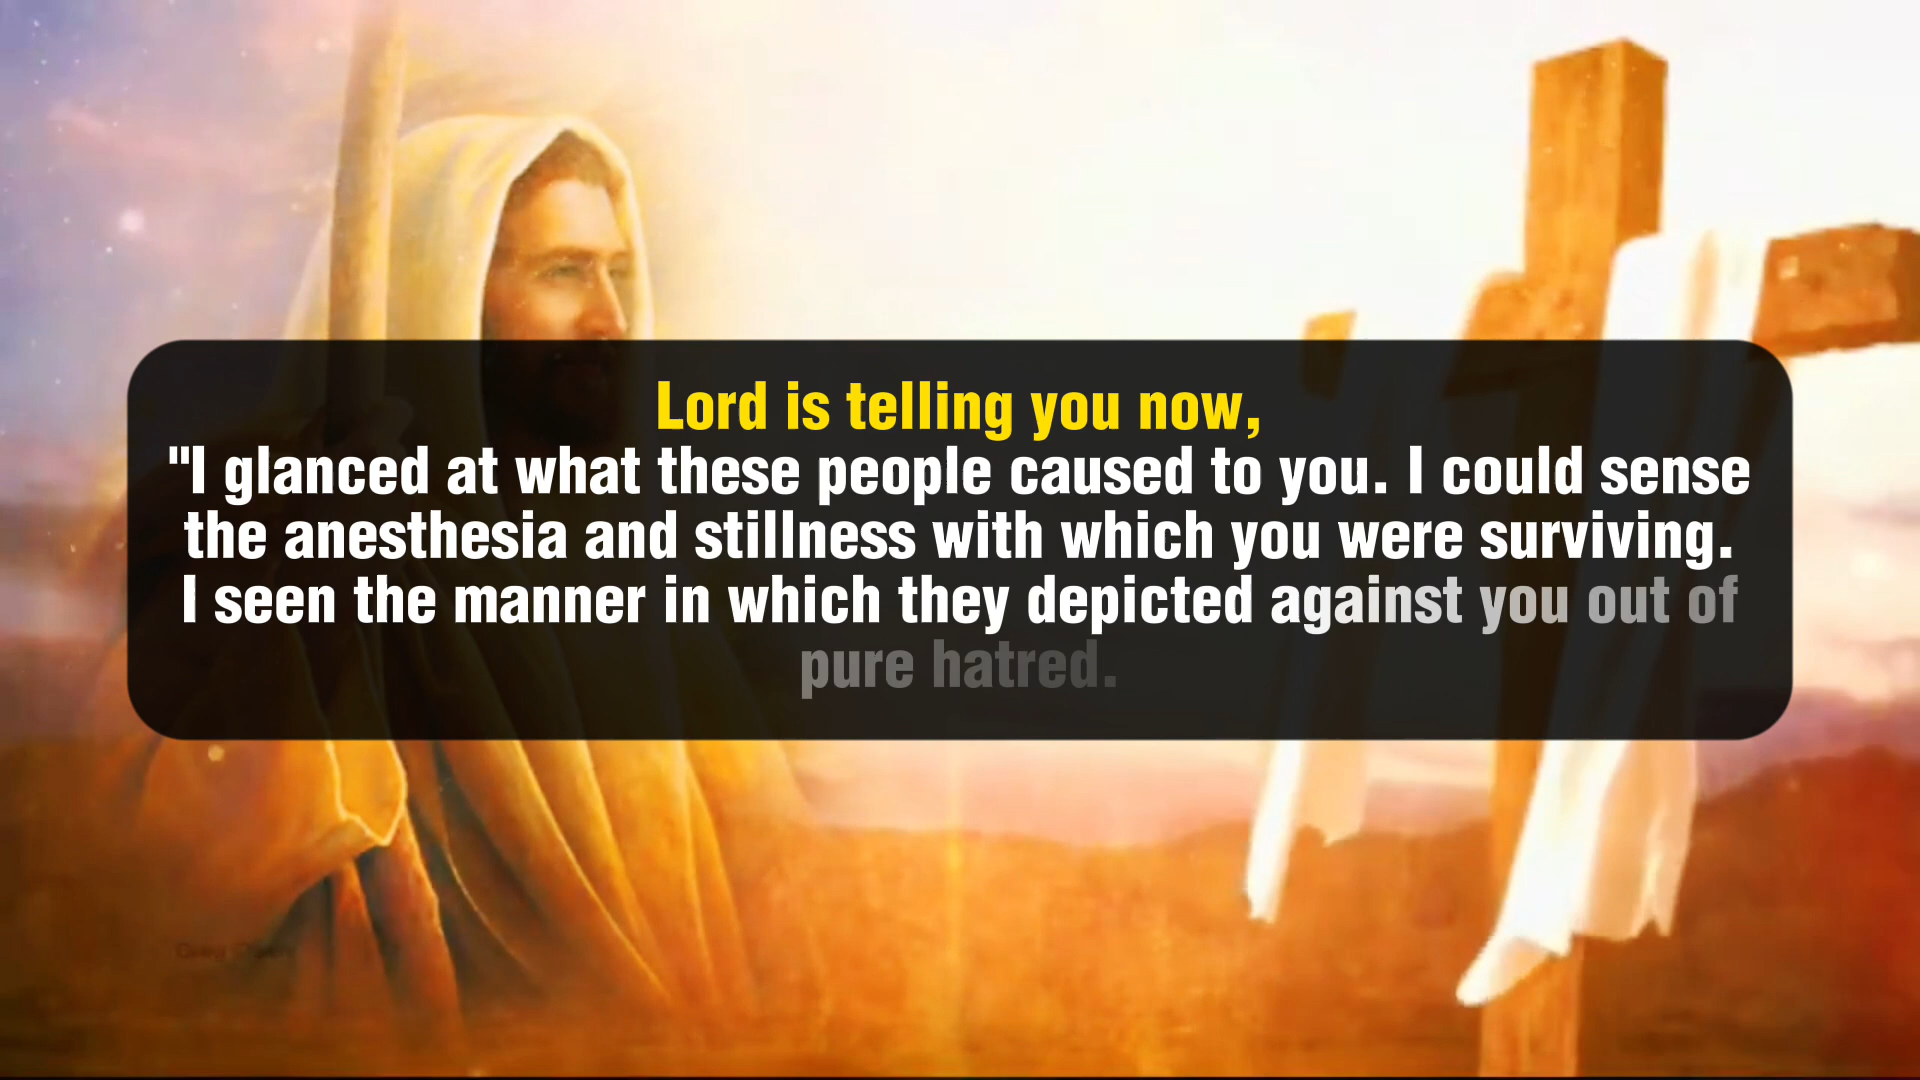 Lord is telling you now,
"I glanced at what these people caused to you. I could sense
the anesthesia and stillness with which you were surviving.
I seen the manner in which they depicted against you out of
pure hatred.